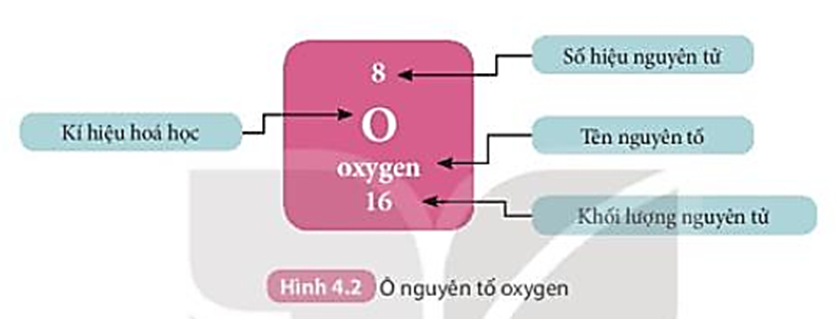 8
Số hiệu nguyên tử
Kí hiệu hoá học
O
Tên nguyên tố
oxygen
16
Khối lượng nguyên tử
Hình 4.2 Ô nguyên tố oxygen